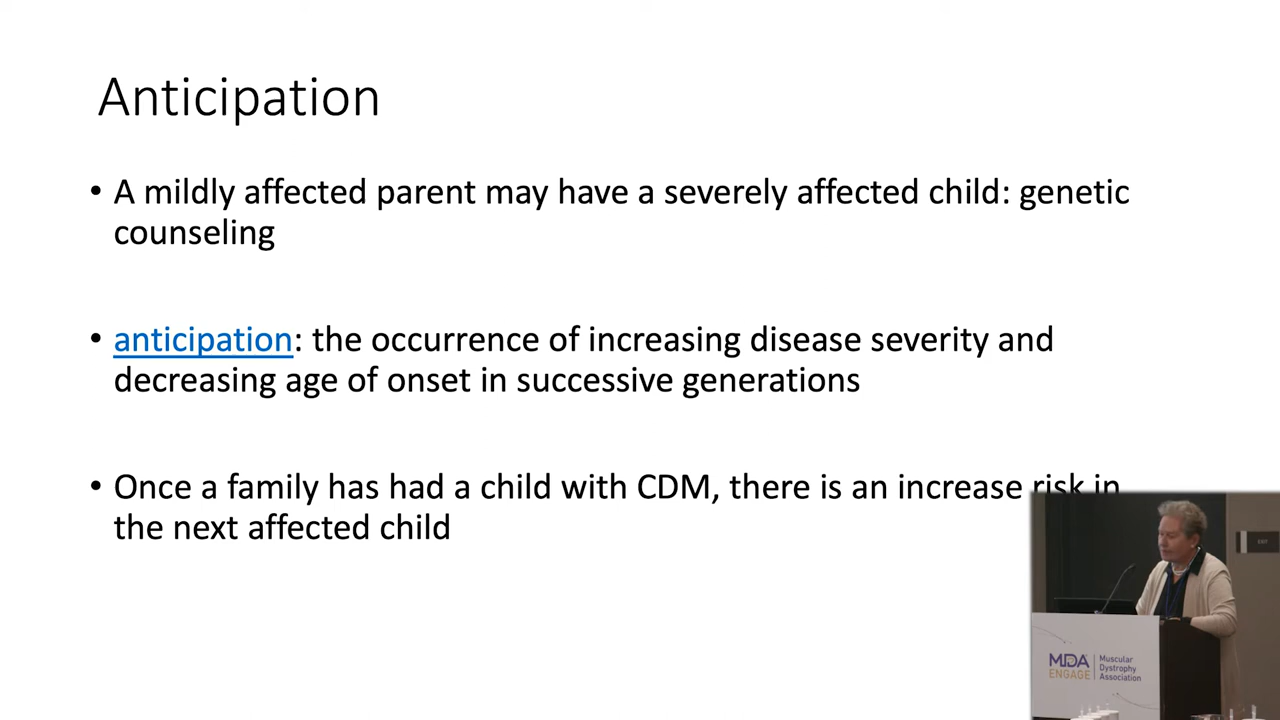 Anticipation
• A mildly affected parent may have a severely affected child: genetic
counseling
• anticipation: the occurrence of increasing disease severity and
decreasing age of onset in successive generations
• Once a family has had a child with CDM, there is an increase risk in
the next affected child
MDA
ENGAGE
Muscular
Dystrophy
Association